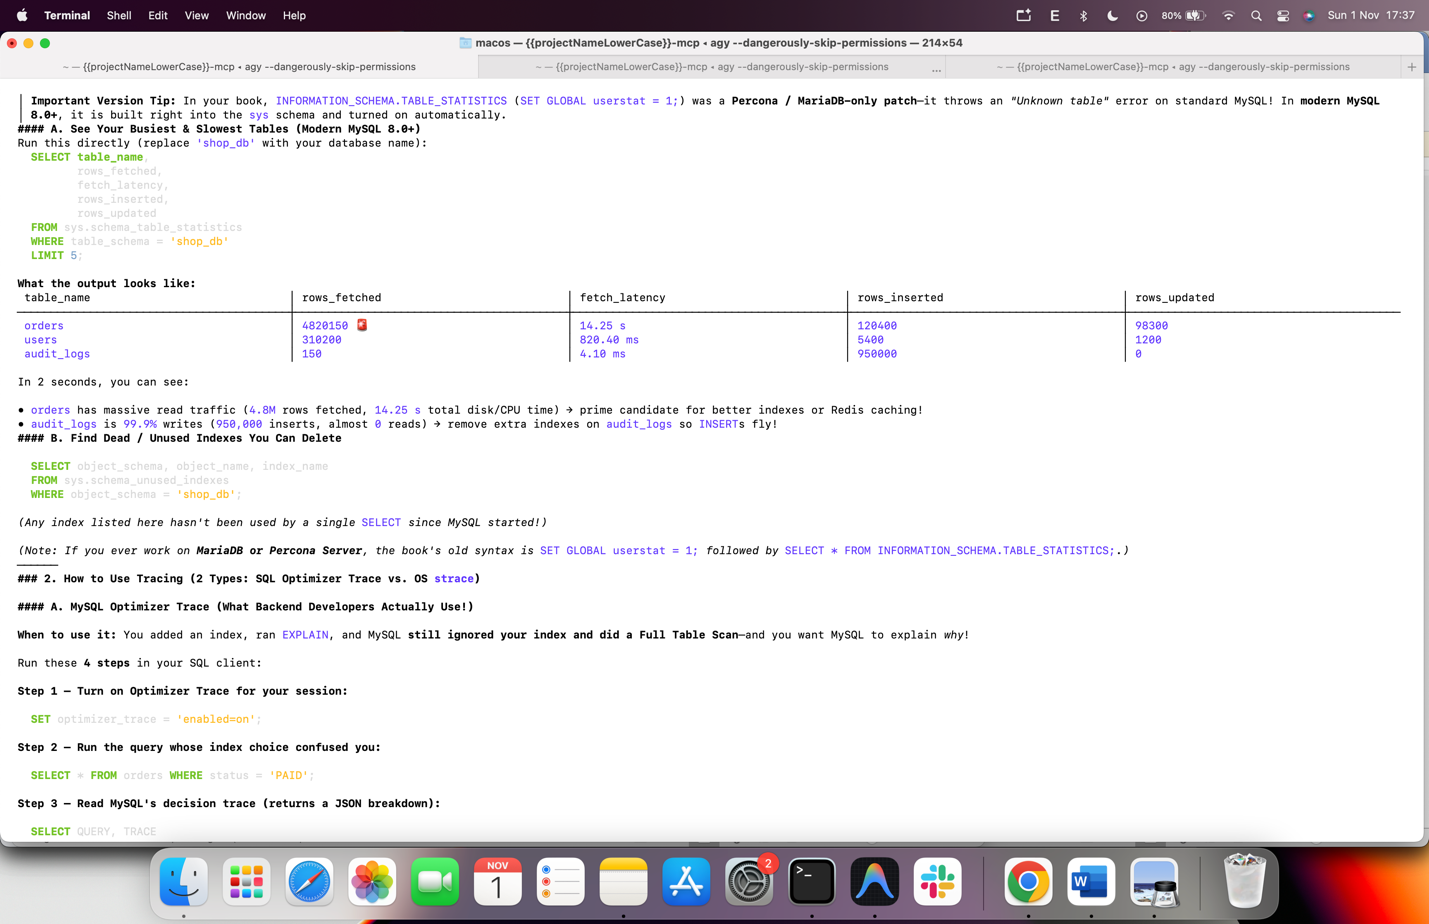 Terminal Shell Edit View Window Help E 80% Sun 1 Nov 17:37
macos — {{projectNameLowerCase}}-mcp ◂ agy --dangerously-skip-permissions — 214×54
~ — {{projectNameLowerCase}}-mcp ◂ agy --dangerously-skip-permissions ~ — {{projectNameLowerCase}}-mcp ◂ agy --dangerously-skip-permissions ... ~ — {{projectNameLowerCase}}-mcp ◂ agy --dangerously-skip-permissions +
Important Version Tip: In your book, INFORMATION_SCHEMA.TABLE_STATISTICS (SET GLOBAL userstat = 1;) was a Percona / MariaDB-only patch—it throws an "Unknown table" error on standard MySQL! In modern MySQL
8.0+, it is built right into the sys schema and turned on automatically.
#### A. See Your Busiest & Slowest Tables (Modern MySQL 8.0+)
Run this directly (replace 'shop_db' with your database name):
SELECT table_name,
rows_fetched,
fetch_latency,
rows_inserted,
rows_updated
FROM sys.schema_table_statistics
WHERE table_schema = 'shop_db'
LIMIT 5;
What the output looks like:
table_name rows_fetched fetch_latency rows_inserted rows_updated
orders 4820150 🚨 14.25 s 120400 98300
users 310200 820.40 ms 5400 1200
audit_logs 150 4.10 ms 950000 0
In 2 seconds, you can see:
• orders has massive read traffic (4.8M rows fetched, 14.25 s total disk/CPU time) → prime candidate for better indexes or Redis caching!
• audit_logs is 99.9% writes (950,000 inserts, almost 0 reads) → remove extra indexes on audit_logs so INSERTs fly!
#### B. Find Dead / Unused Indexes You Can Delete
SELECT object_schema, object_name, index_name
FROM sys.schema_unused_indexes
WHERE object_schema = 'shop_db';
(Any index listed here hasn't been used by a single SELECT since MySQL started!)
(Note: If you ever work on MariaDB or Percona Server, the book's old syntax is SET GLOBAL userstat = 1; followed by SELECT * FROM INFORMATION_SCHEMA.TABLE_STATISTICS;.)
### 2. How to Use Tracing (2 Types: SQL Optimizer Trace vs. OS strace)
#### A. MySQL Optimizer Trace (What Backend Developers Actually Use!)
When to use it: You added an index, ran EXPLAIN, and MySQL still ignored your index and did a Full Table Scan—and you want MySQL to explain why!
Run these 4 steps in your SQL client:
Step 1 — Turn on Optimizer Trace for your session:
SET optimizer_trace = 'enabled=on';
Step 2 — Run the query whose index choice confused you:
SELECT * FROM orders WHERE status = 'PAID';
Step 3 — Read MySQL's decision trace (returns a JSON breakdown):
SELECT QUERY, TRACE
NOV
1
2
>_
W